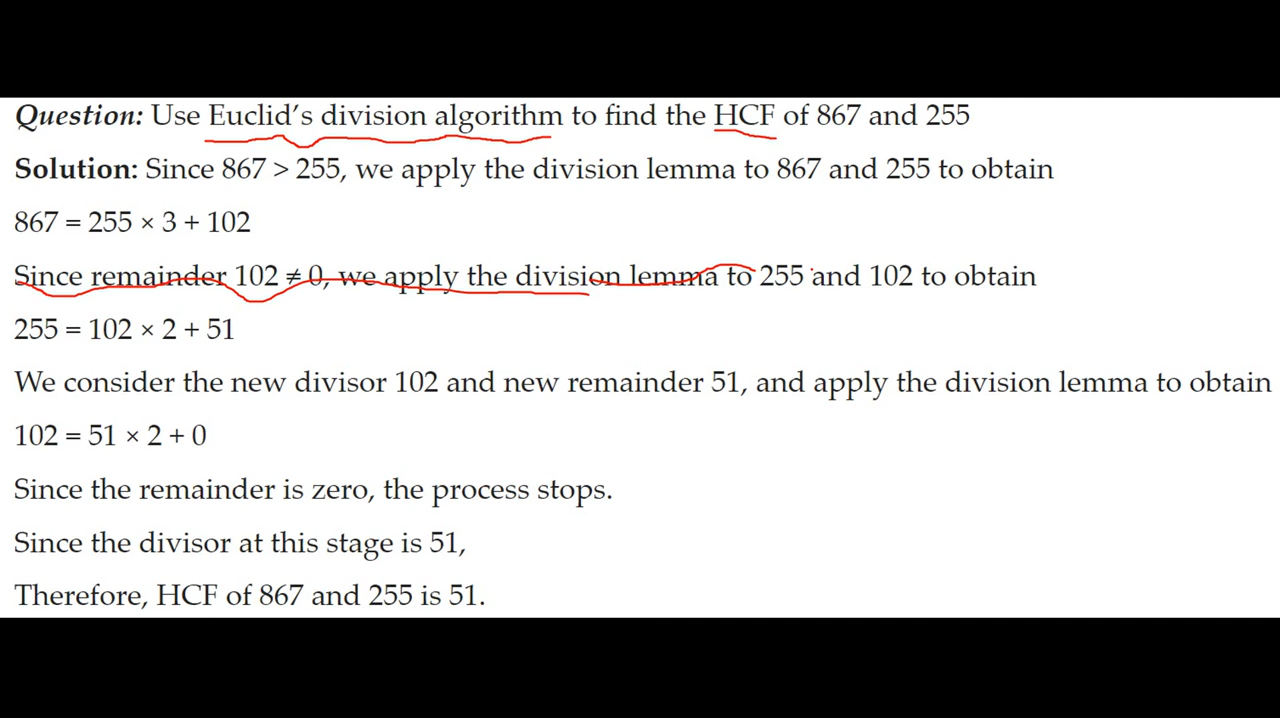 Question: Use Euclid's division algorithm to find the HCF of 867 and 255
Solution: Since 867 > 255, we apply the division lemma to 867 and 255 to obtain
867 = 255 × 3 + 102
Since remainder 102 ≠ 0, we apply the division lemma to 255 and 102 to obtain
255 = 102 × 2 + 51
We consider the new divisor 102 and new remainder 51, and apply the division lemma to obtain
102 = 51 × 2 + 0
Since the remainder is zero, the process stops.
Since the divisor at this stage is 51,
Therefore, HCF of 867 and 255 is 51.